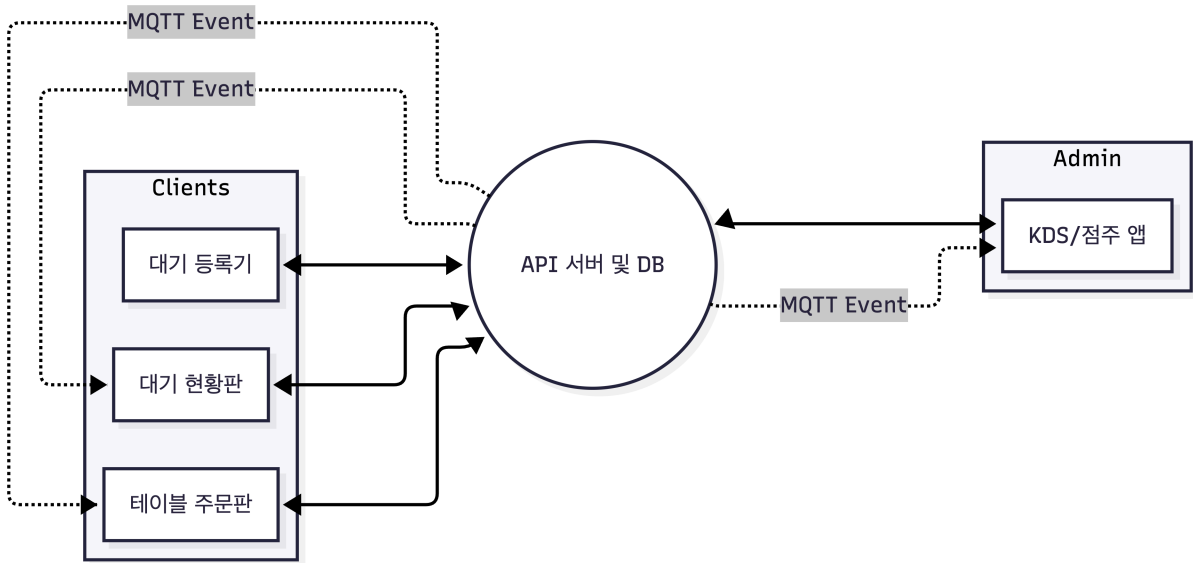 MQTT Event
MQTT Event
Clients
대기 등록기
대기 현황판
테이블 주문판
API 서버 및 DB
MQTT Event
Admin
KDS/점주 앱